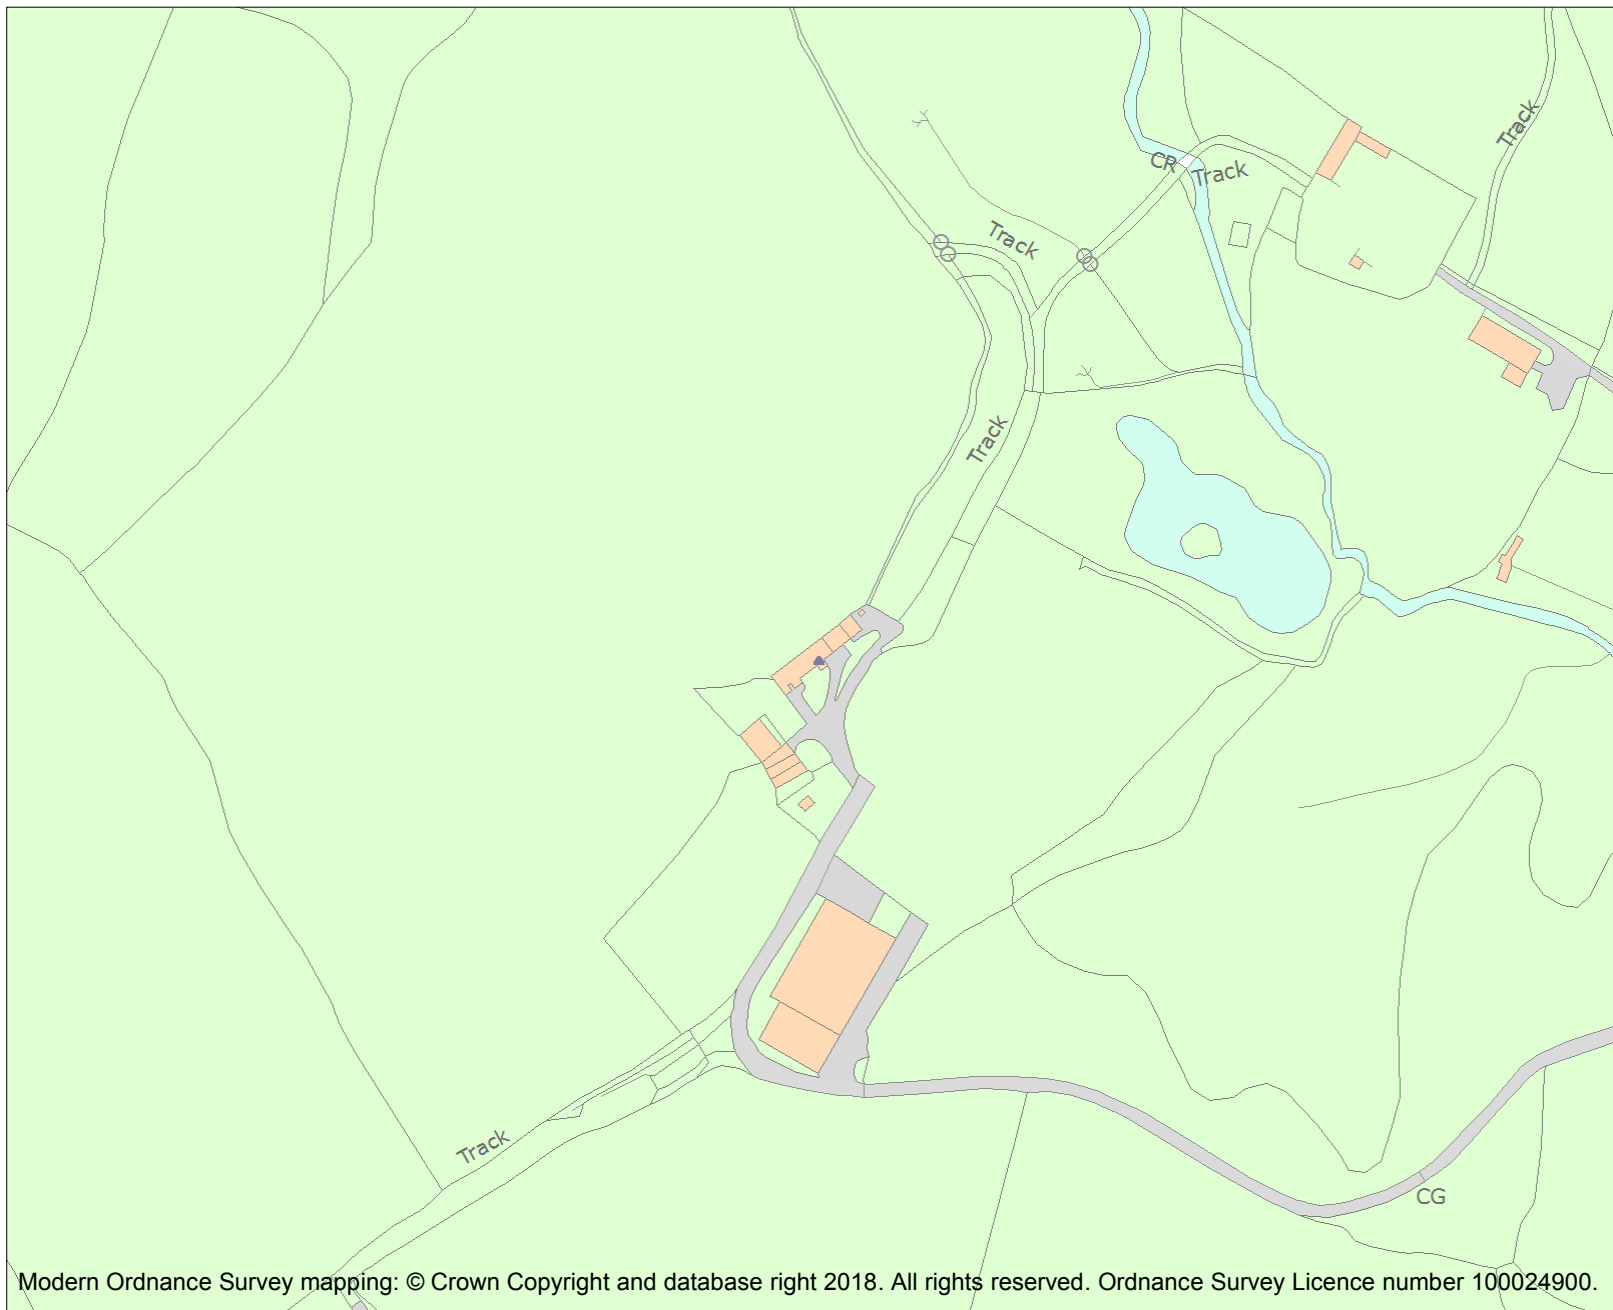 Track
CR
Track
Track
Track
Track
CG
Modern Ordnance Survey mapping: © Crown Copyright and database right 2018. All rights reserved. Ordnance Survey Licence number 100024900.